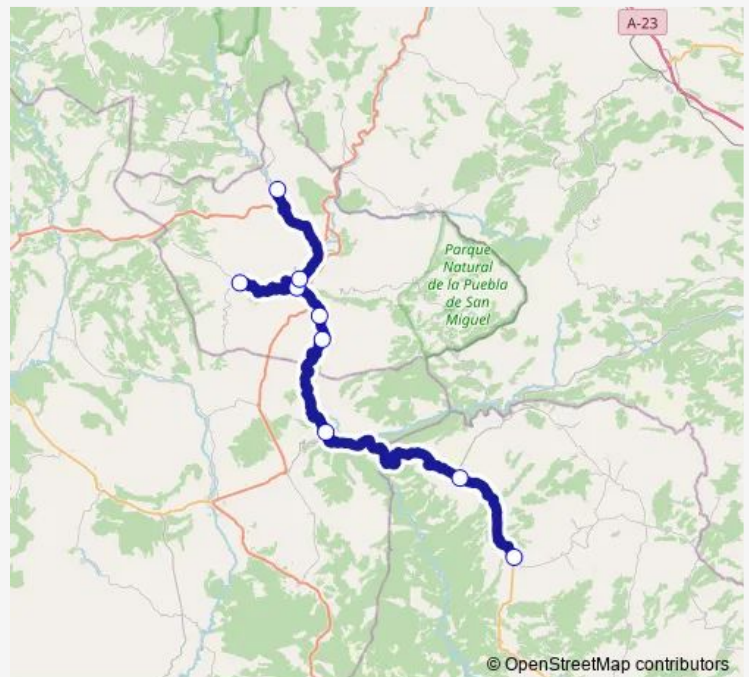 A-23
Parque
Natural
de la Puebla
de San
Miguel
© OpenStreetMap contributors